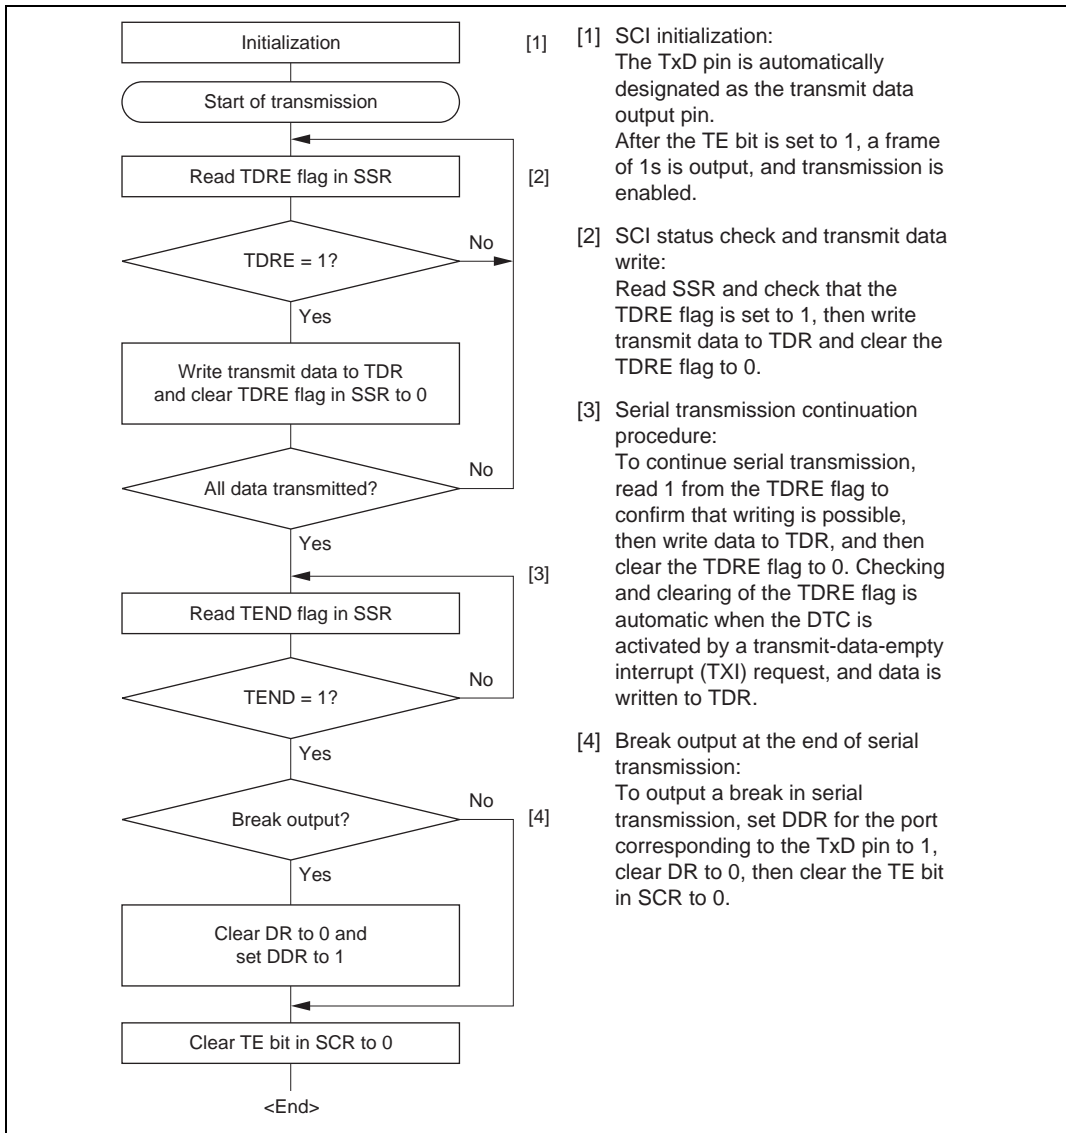 Initialization
[1]
Start of transmission
Read TDRE flag in SSR
[2]
No
TDRE = 1?
Yes
Write transmit data to TDR
and clear TDRE flag in SSR to 0
No
All data transmitted?
Yes
[3]
Read TEND flag in SSR
No
TEND = 1?
Yes
No
Break output?
[4]
Yes
Clear DR to 0 and
set DDR to 1
Clear TE bit in SCR to 0
<End>
[1] SCI initialization:
The TxD pin is automatically
designated as the transmit data
output pin.
After the TE bit is set to 1, a frame
of 1s is output, and transmission is
enabled.
[2] SCI status check and transmit data
write:
Read SSR and check that the
TDRE flag is set to 1, then write
transmit data to TDR and clear the
TDRE flag to 0.
[3] Serial transmission continuation
procedure:
To continue serial transmission,
read 1 from the TDRE flag to
confirm that writing is possible,
then write data to TDR, and then
clear the TDRE flag to 0. Checking
and clearing of the TDRE flag is
automatic when the DTC is
activated by a transmit-data-empty
interrupt (TXI) request, and data is
written to TDR.
[4] Break output at the end of serial
transmission:
To output a break in serial
transmission, set DDR for the port
corresponding to the TxD pin to 1,
clear DR to 0, then clear the TE bit
in SCR to 0.